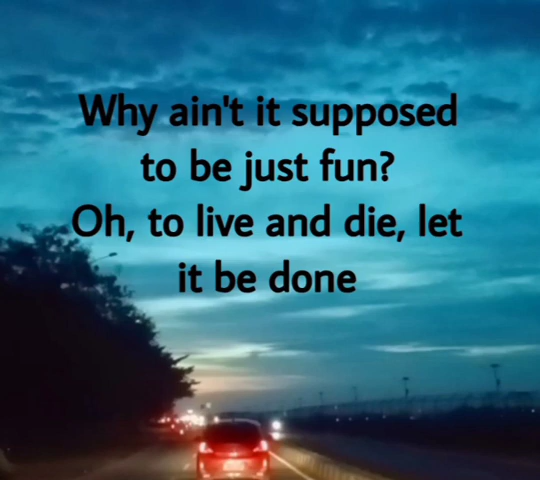 Why ain't it supposed
to be just fun?
Oh, to live and die, let
it be done